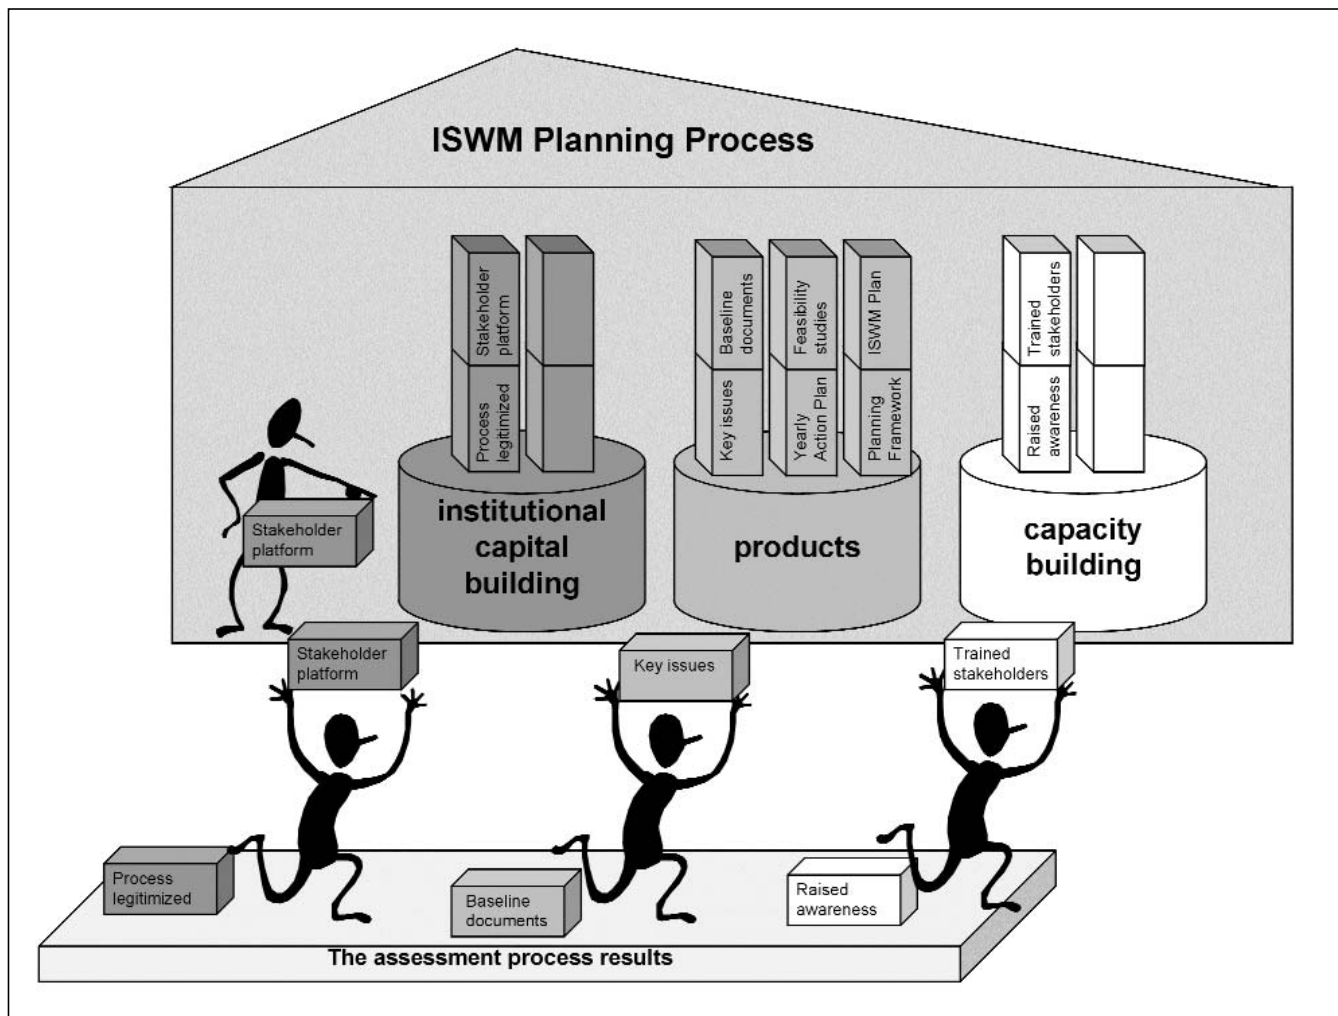 ISWM Planning Process
Stakeholder
platform
Process
legitimized
Baseline
documents
Key issues
Feasibility
studies
Yearly
Action Plan
ISWM Plan
Planning
Framework
Trained
stakeholders
Raised
awareness
Stakeholder
platform
institutional
capital
building
products
capacity
building
Stakeholder
platform
Key issues
Trained
stakeholders
Process
legitimized
Baseline
documents
Raised
awareness
The assessment process results